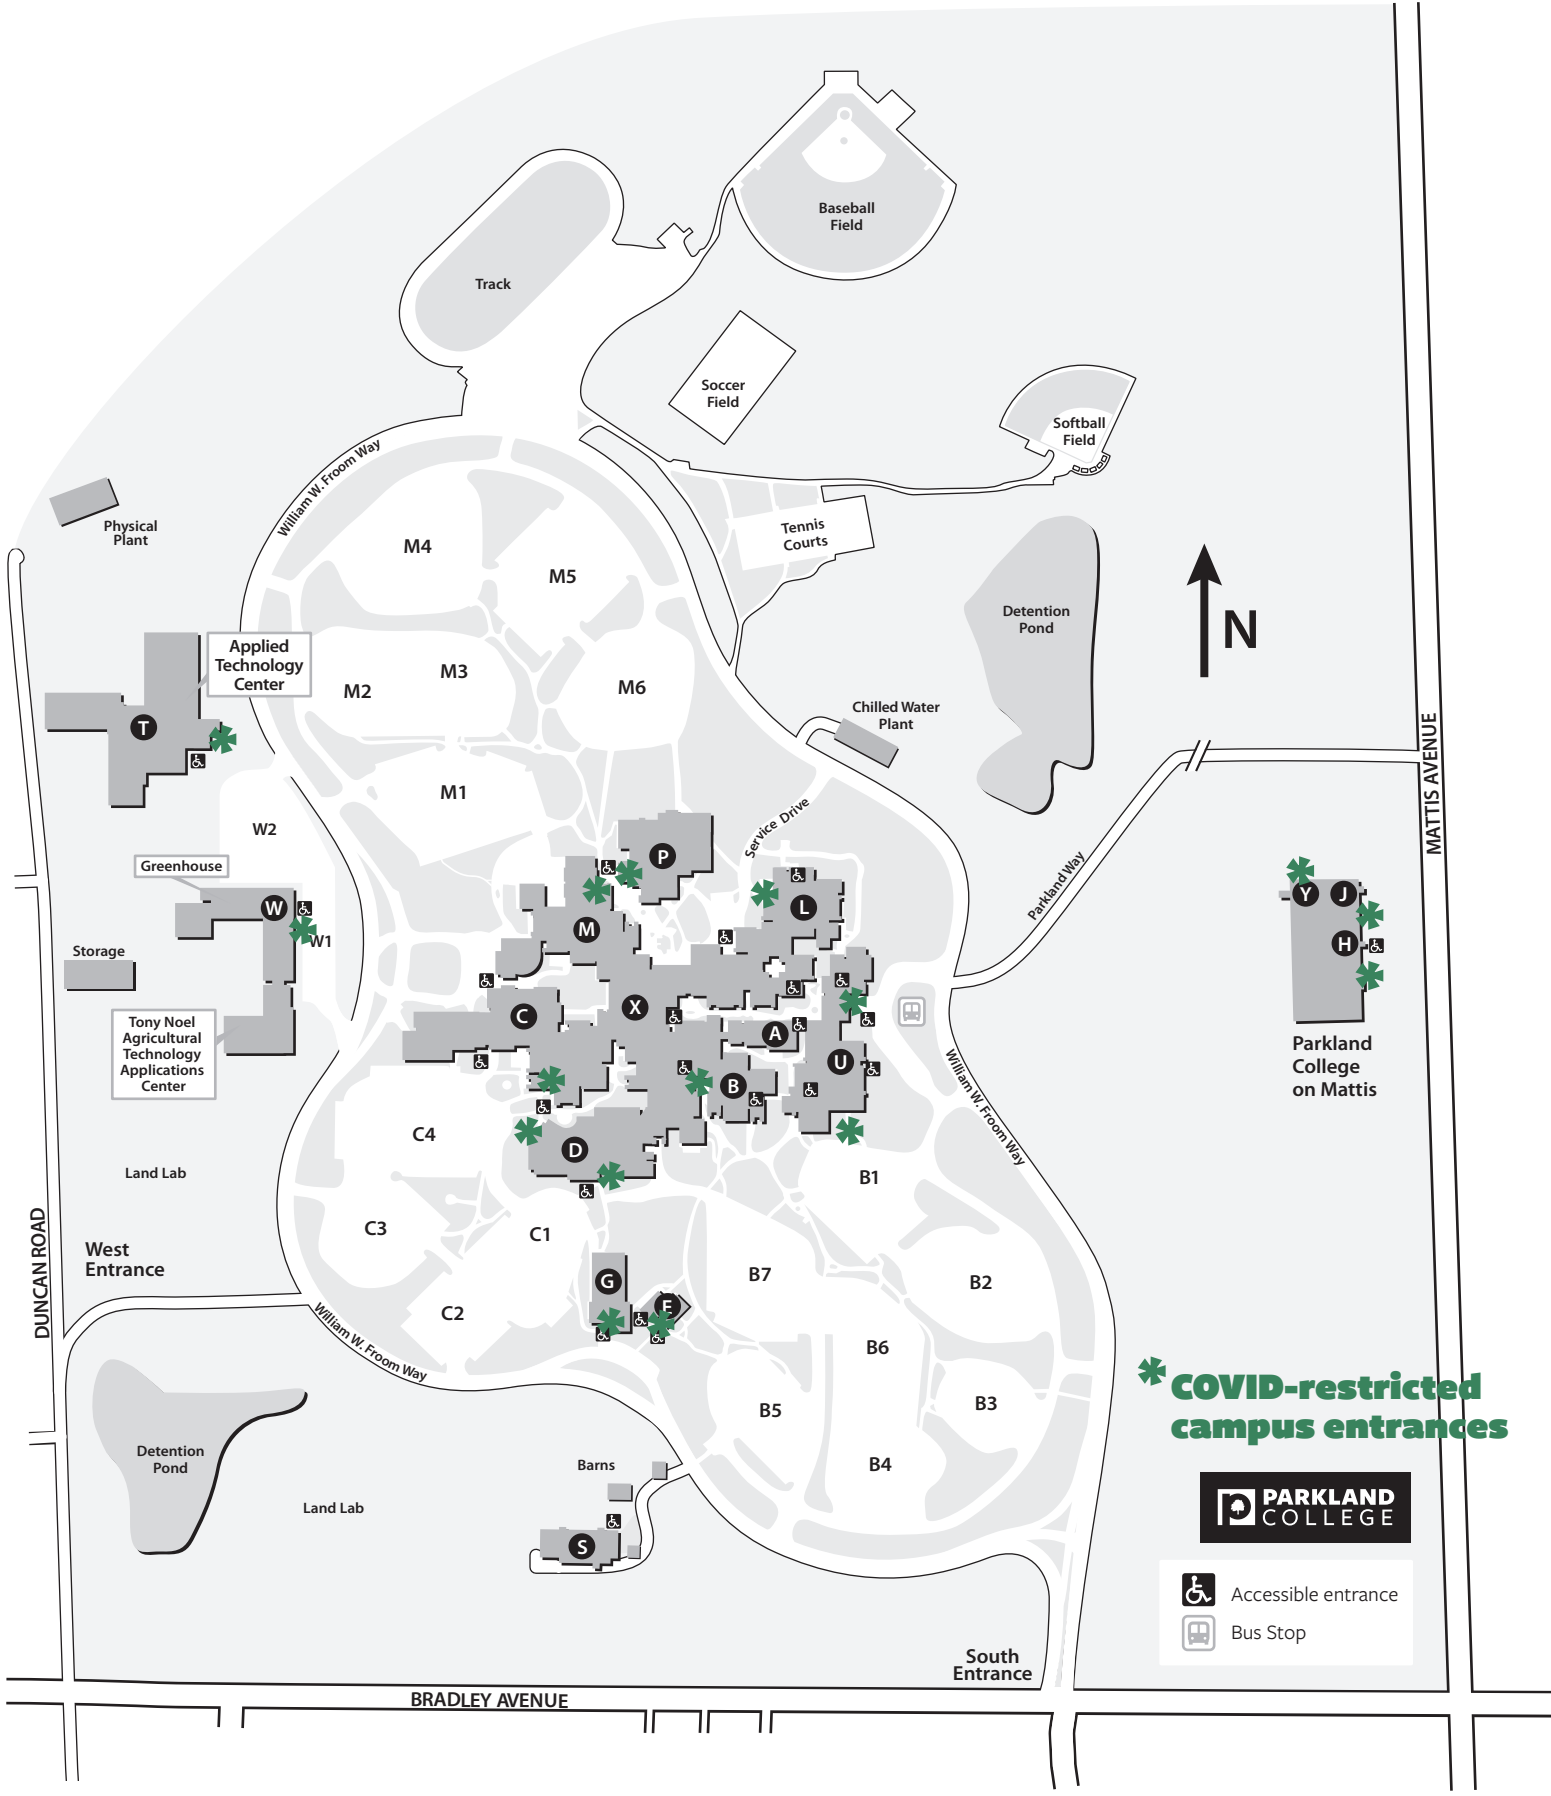 Baseball
Field
Track
Soccer
Field
Softball
Field
William W. Froom Way
Physical
Plant
M4
M5
Tennis
Courts
Detention
Pond
N
Applied
Technology
Center
M2
M3
M6
T
Chilled Water
Plant
MATTIS AVENUE
M1
W2
Service Drive
P
Greenhouse
Parkland Way
W
L
Y
J
M
W1
H
Storage
X
C
Tony Noel
Agricultural
Technology
Applications
Center
A
U
Parkland
College
on Mattis
B
William W. Froom Way
C4
D
Land Lab
B1
DUNCAN ROAD
C3
C1
West
Entrance
G
B7
B2
E
C2
William W. Froom Way
B6
COVID-restricted
campus entrances
B5
B3
Detention
Pond
Barns
B4
Land Lab
PARKLAND
COLLEGE
S
Accessible entrance
Bus Stop
South
Entrance
BRADLEY AVENUE